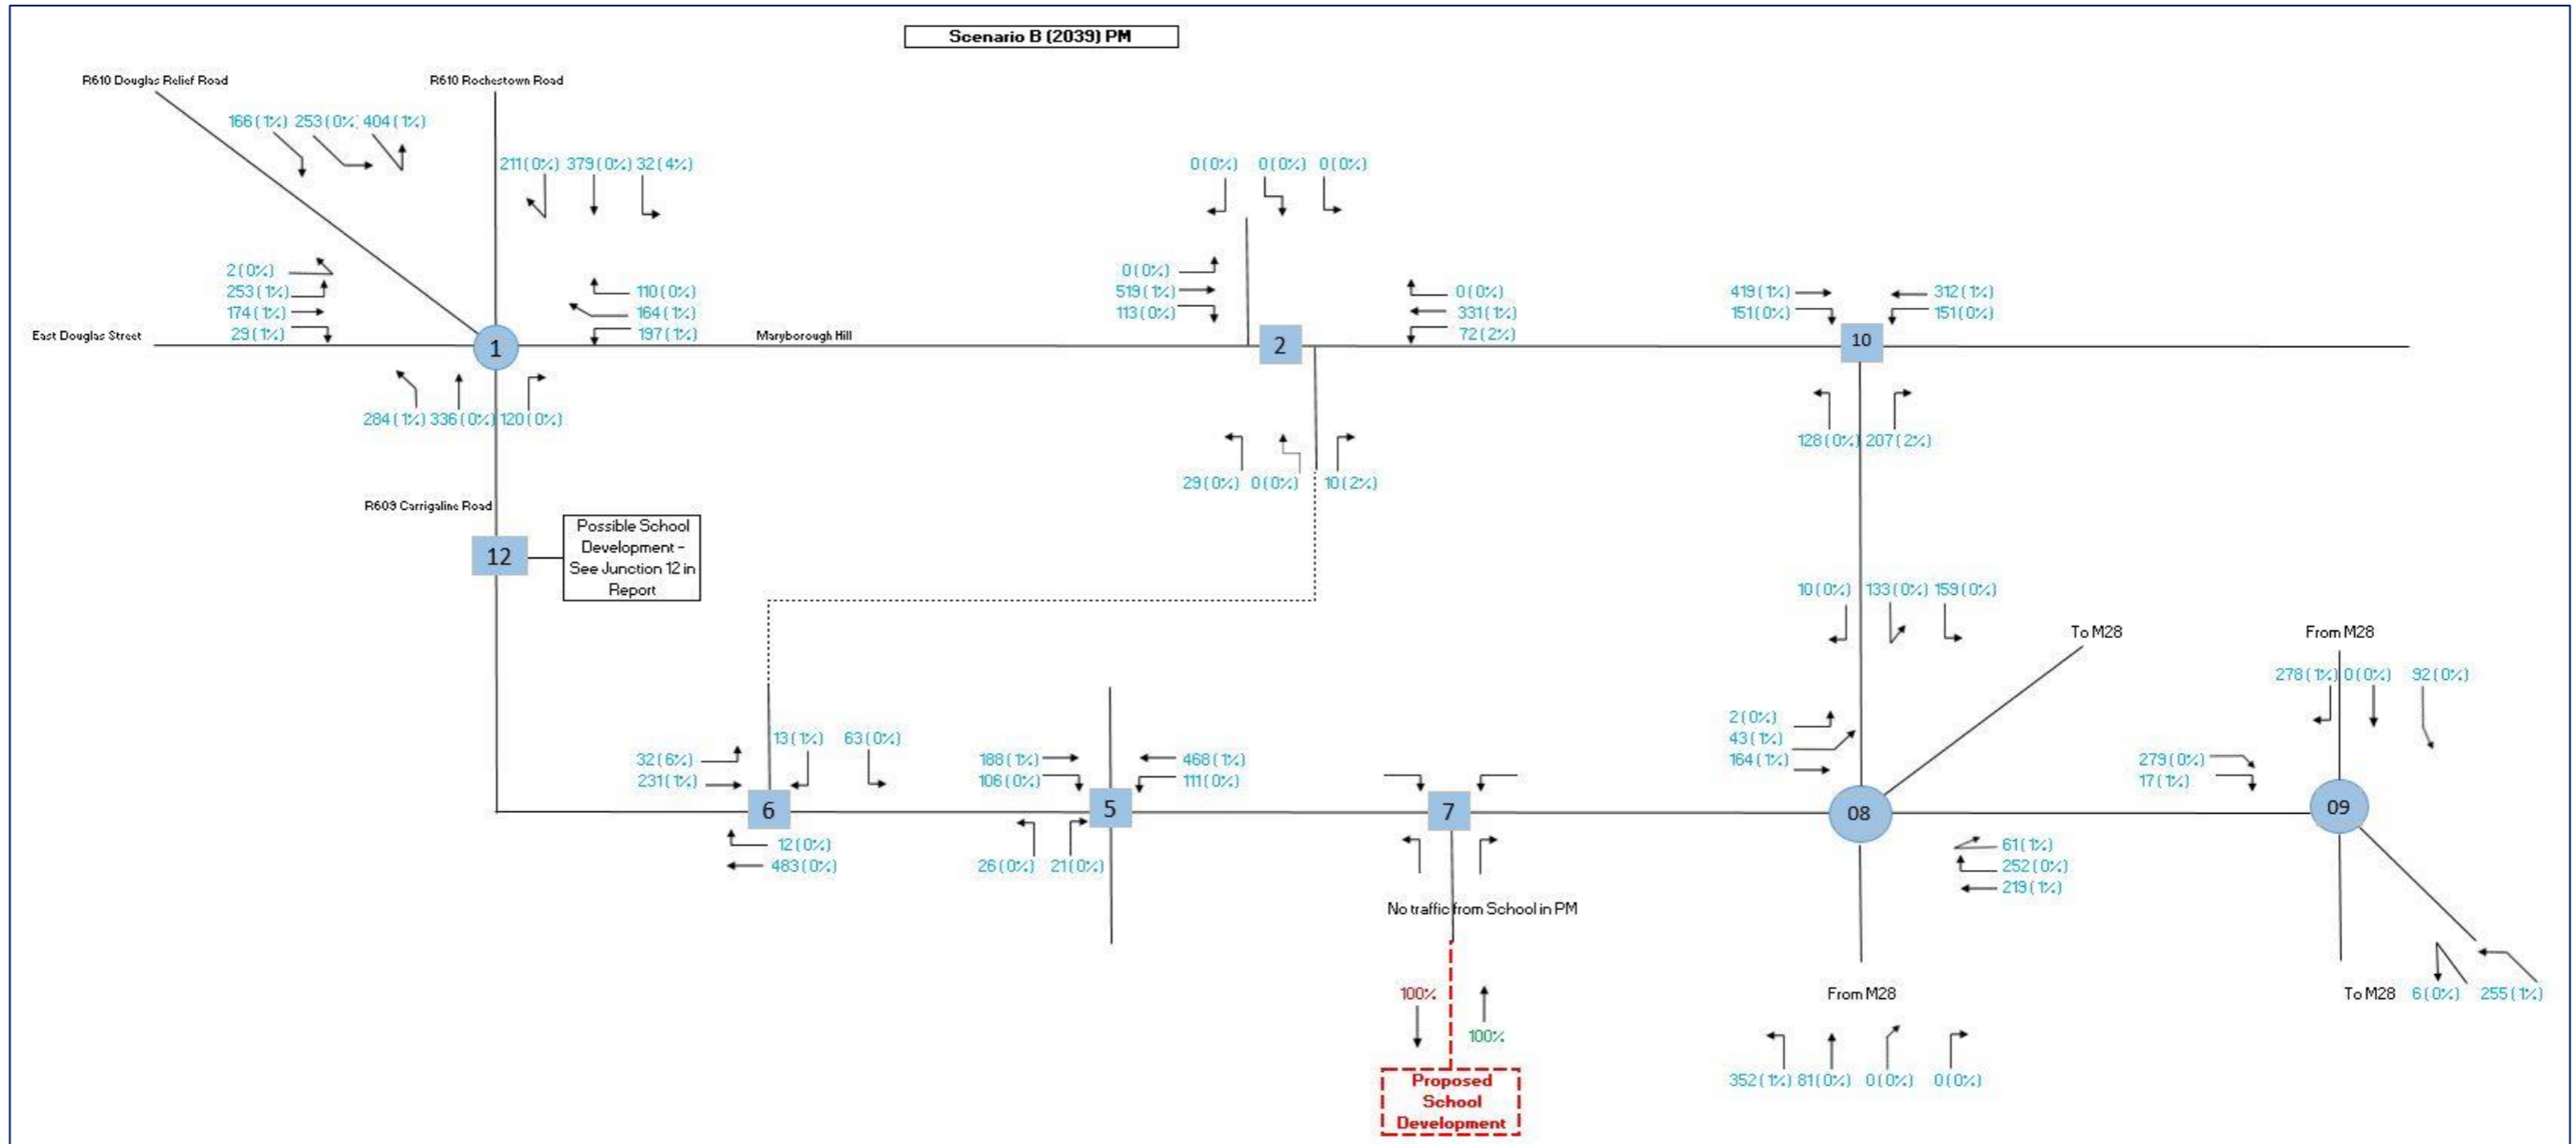 Scenario B (2039) PM
R610 Douglas Relief Road
R610 Rochestown Road
166(1%) 253(0%) 404(1%)
211(0%) 379(0%) 32(4%)
2(0%)
253(1%)
174(1%)
29(1%)
110(0%)
164(1%)
197(1%)
East Douglas Street
1
Maryborough Hill
284(1%) 336(0%) 120(0%)
0(0%) 0(0%) 0(0%)
0(0%)
519(1%)
113(0%)
0(0%)
331(1%)
72(2%)
2
29(0%) 0(0%) 10(2%)
419(1%)
151(0%)
312(1%)
151(0%)
10
128(0%) 207(2%)
R609 Carrigaline Road
12
Possible School
Development -
See Junction 12 in
Report
10(0%) 133(0%) 159(0%)
To M28
From M28
278(1%) 0(0%) 92(0%)
2(0%)
43(1%)
164(1%)
279(0%)
17(1%)
13(1%) 63(0%)
32(6%)
231(1%)
188(1%)
106(0%)
468(1%)
111(0%)
6
5
7
08
09
12(0%)
483(0%)
26(0%) 21(0%)
61(1%)
252(0%)
219(1%)
No traffic from School in PM
100%
100%
From M28
To M28 6(0%) 255(1%)
352(1%) 81(0%) 0(0%) 0(0%)
Proposed
School
Development